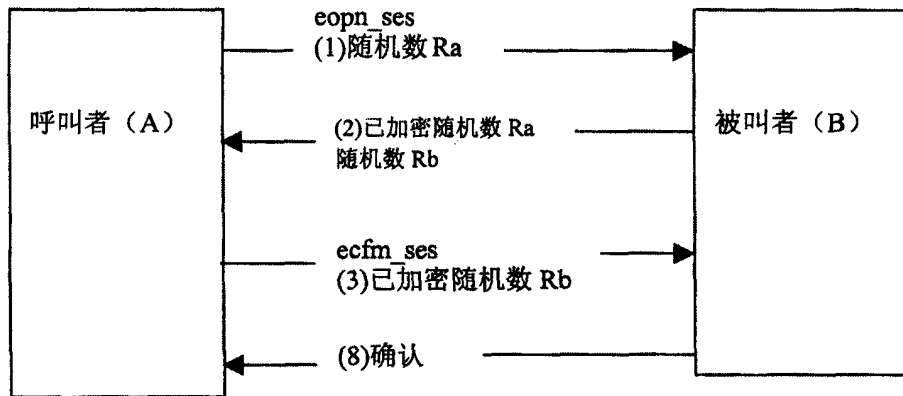 eopn_ses
(1)随机数 Ra
呼叫者（A）
(2)已加密随机数 Ra
随机数 Rb
被叫者（B）
ecfm_ses
(3)已加密随机数 Rb
(8)确认